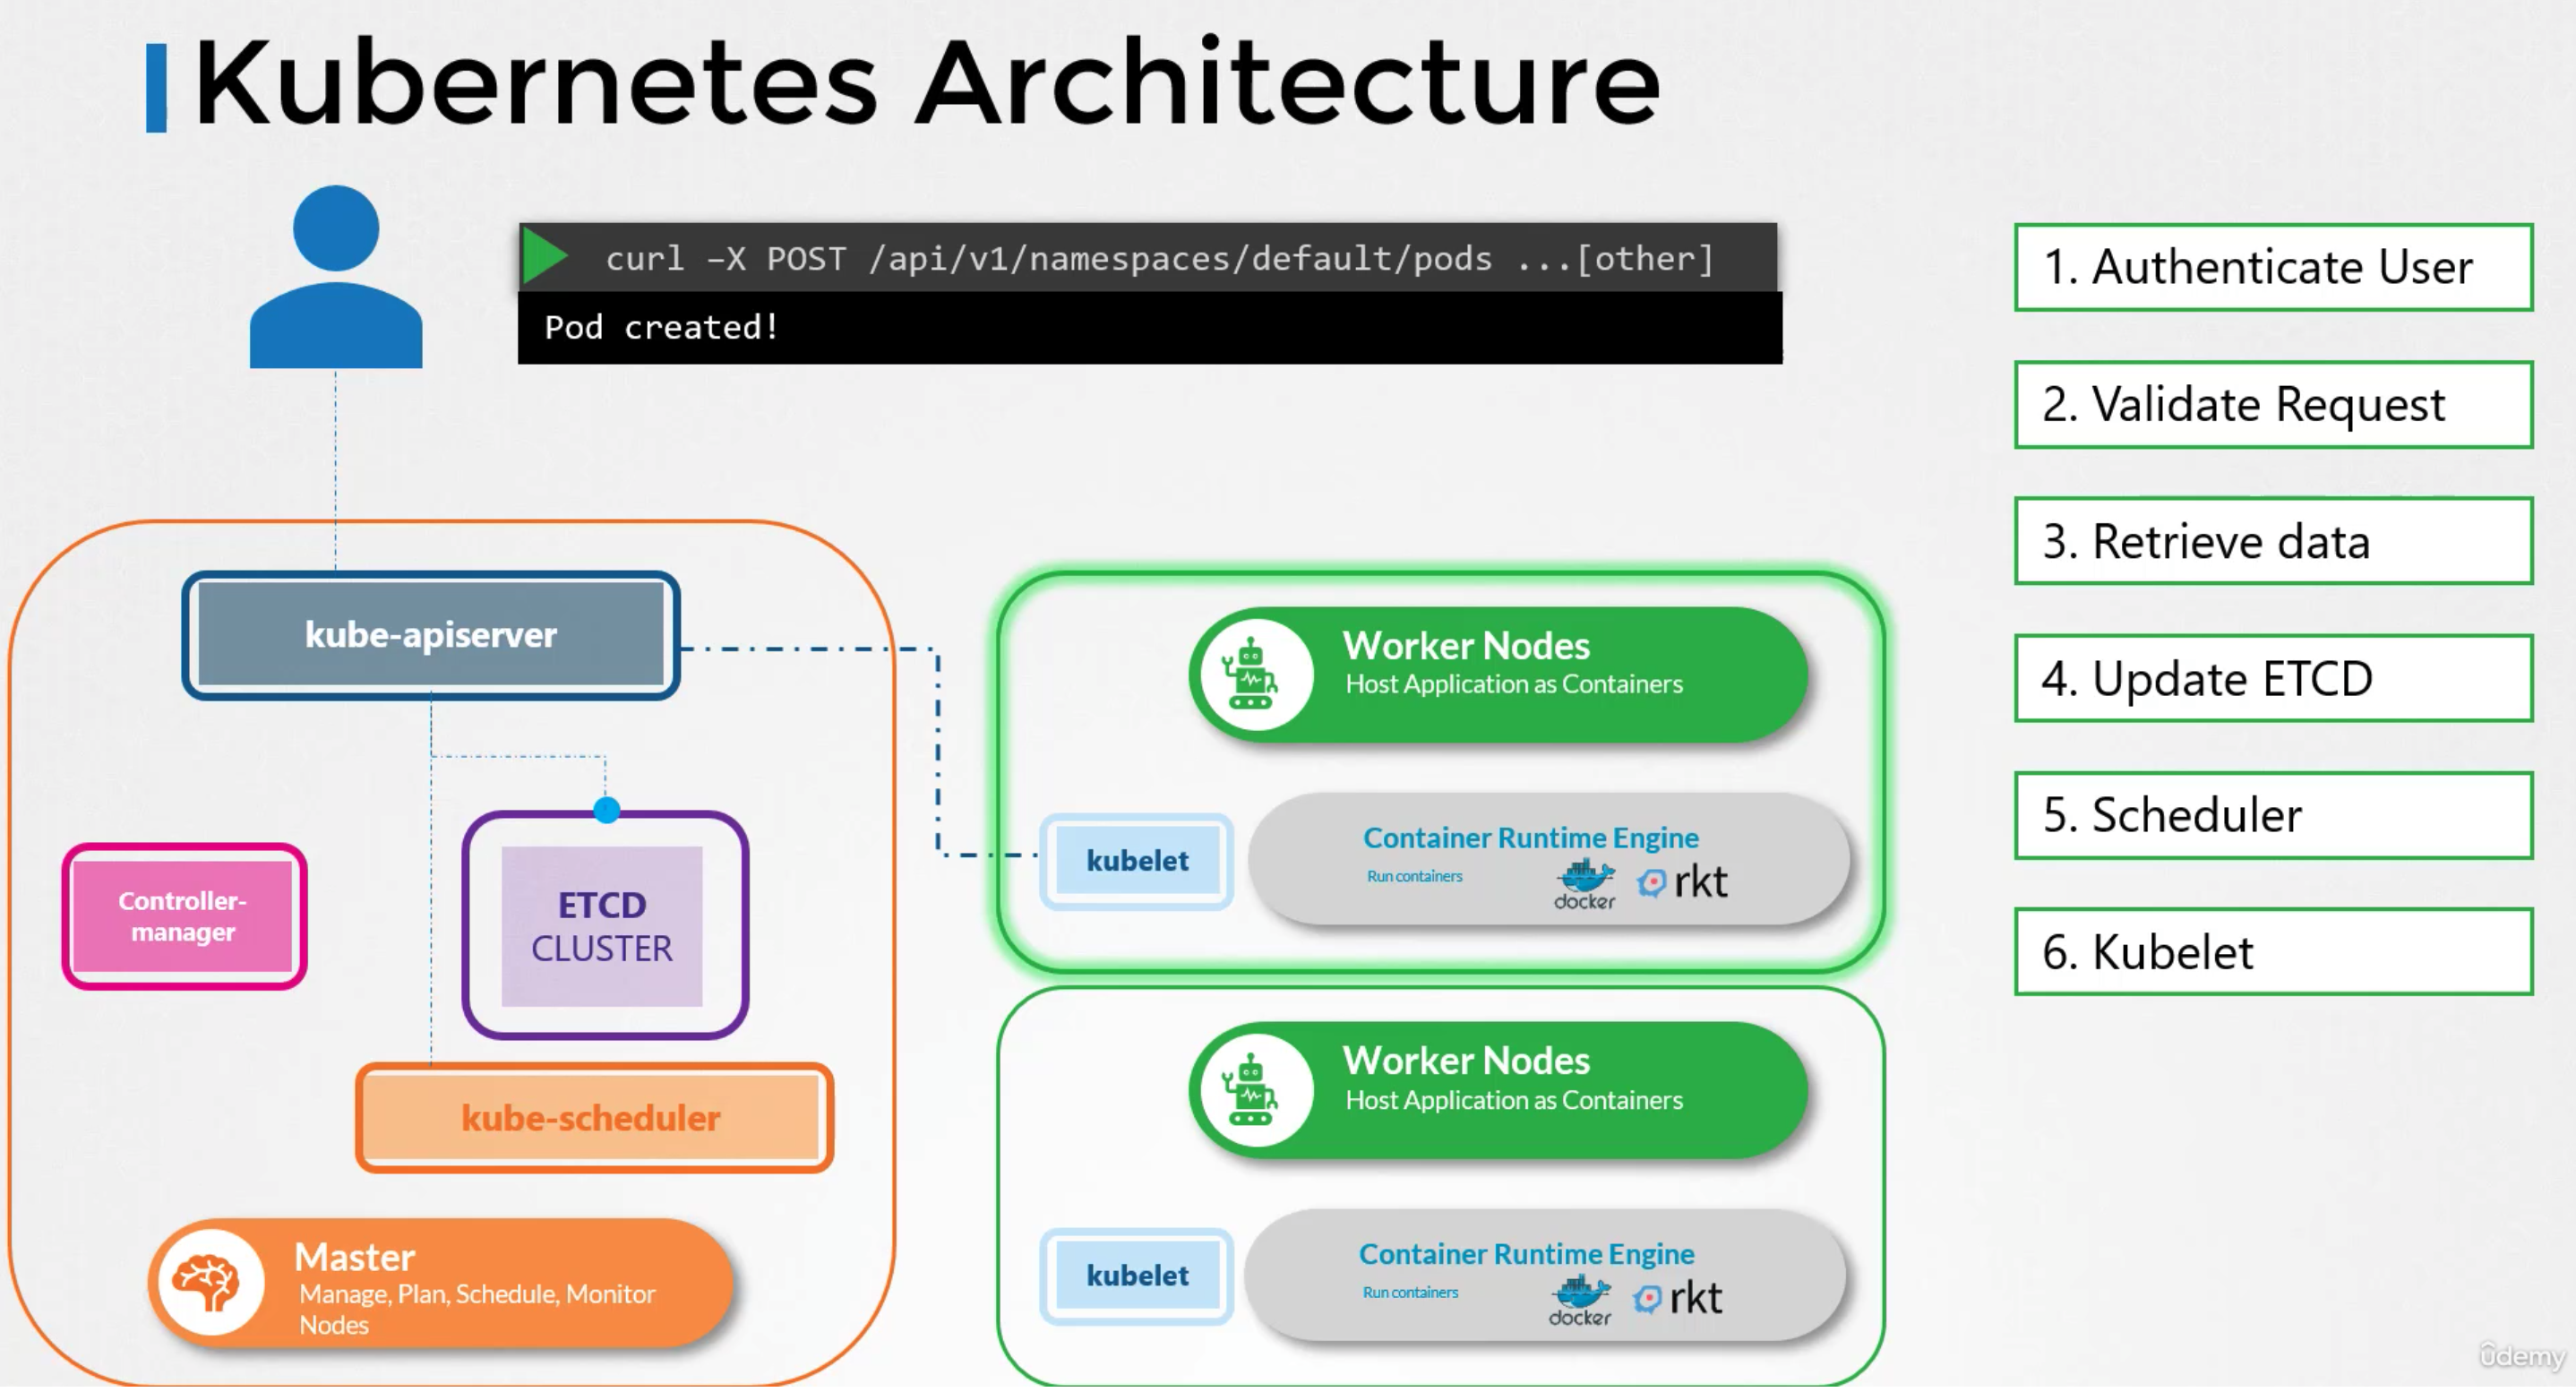 Kubernetes Architecture
curl –X POST /api/v1/namespaces/default/pods ...[other]
Pod created!
1. Authenticate User
2. Validate Request
3. Retrieve data
4. Update ETCD
5. Scheduler
6. Kubelet
kube-apiserver
Controller-
manager
ETCD
CLUSTER
kube-scheduler
Master
Manage, Plan, Schedule, Monitor
Nodes
Worker Nodes
Host Application as Containers
kubelet
Container Runtime Engine
Run containers
docker
rkt
Worker Nodes
Host Application as Containers
kubelet
Container Runtime Engine
Run containers
docker
rkt
ûdemy